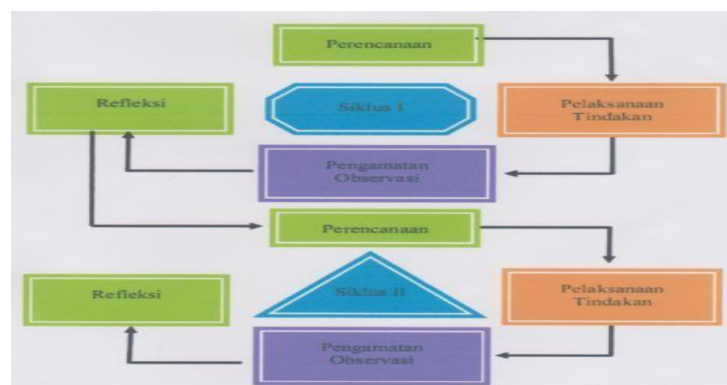 Perencanaan
Refleksi
Siklus I
Pelaksanaan
Tindakan
Pengamatan
Observasi
Perencanaan
Refleksi
Siklus II
Pelaksanaan
Tindakan
Pengamatan
Observasi